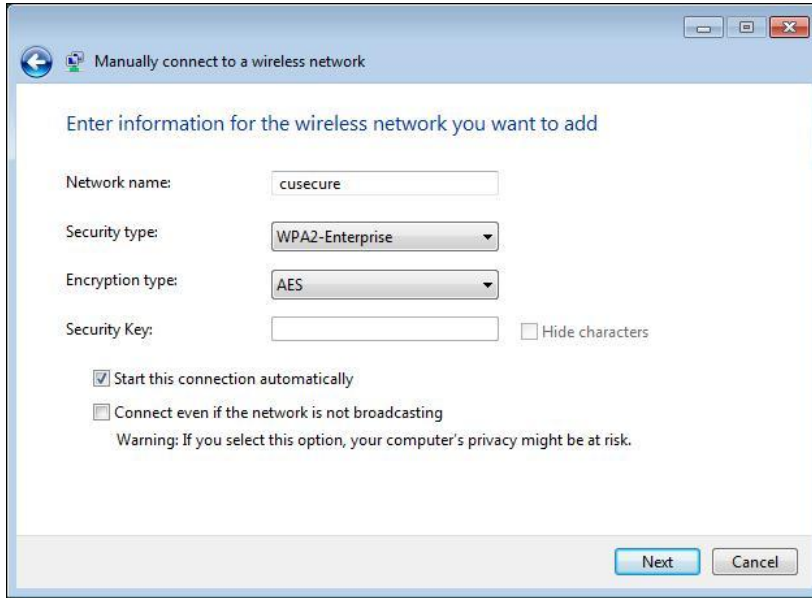 Manually connect to a wireless network
Enter information for the wireless network you want to add
Network name: cusecure
Security type: WPA2-Enterprise
Encryption type: AES
Security Key: Hide characters
Start this connection automatically
Connect even if the network is not broadcasting
Warning: If you select this option, your computer's privacy might be at risk.
Next Cancel